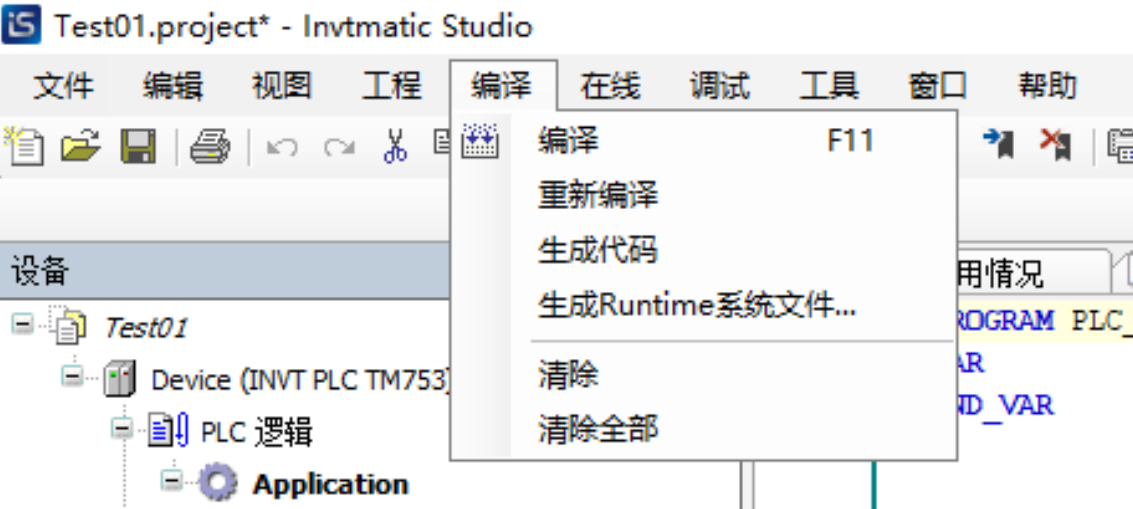 Test01.project* - Invtmatic Studio
文件 编辑 视图 工程 编译 在线 调试 工具 窗口 帮助
编译 F11
重新编译
生成代码
生成Runtime系统文件...
清除
清除全部
设备
Test01
Device (INVT PLC TM753)
PLC 逻辑
Application
用情况
ROGRAM PLC_
AR
ND_VAR